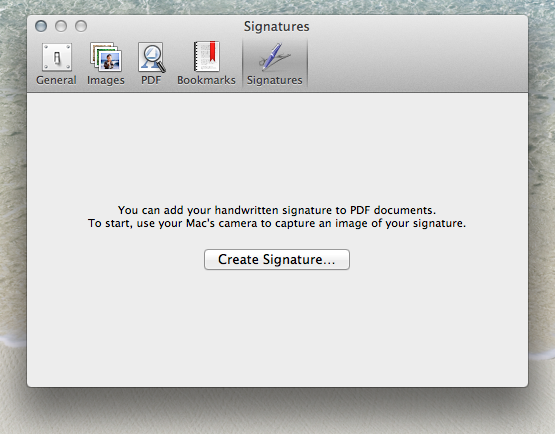 Signatures
General Images PDF Bookmarks Signatures
You can add your handwritten signature to PDF documents.
To start, use your Mac's camera to capture an image of your signature.
Create Signature...